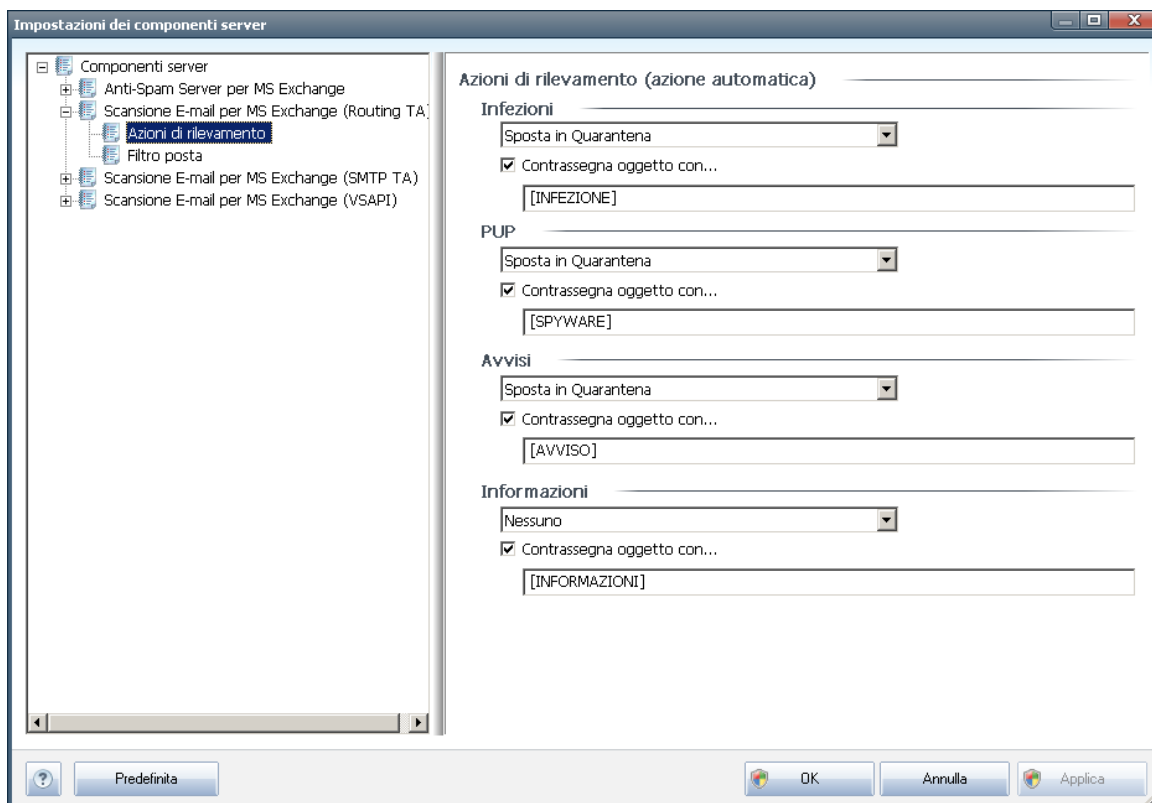 Impostazioni dei componenti server
Componenti server
Anti-Spam Server per MS Exchange
Scansione E-mail per MS Exchange (Routing TA)
Azioni di rilevamento
Filtro posta
Scansione E-mail per MS Exchange (SMTP TA)
Scansione E-mail per MS Exchange (VSAPI)
Azioni di rilevamento (azione automatica)
Infezioni
Sposta in Quarantena
Contrassegna oggetto con...
[INFEZIONE]
PUP
Sposta in Quarantena
Contrassegna oggetto con...
[SPYWARE]
Avvisi
Sposta in Quarantena
Contrassegna oggetto con...
[AVVISO]
Informazioni
Nessuno
Contrassegna oggetto con...
[INFORMAZIONI]
? Predefinita OK Annulla Applica